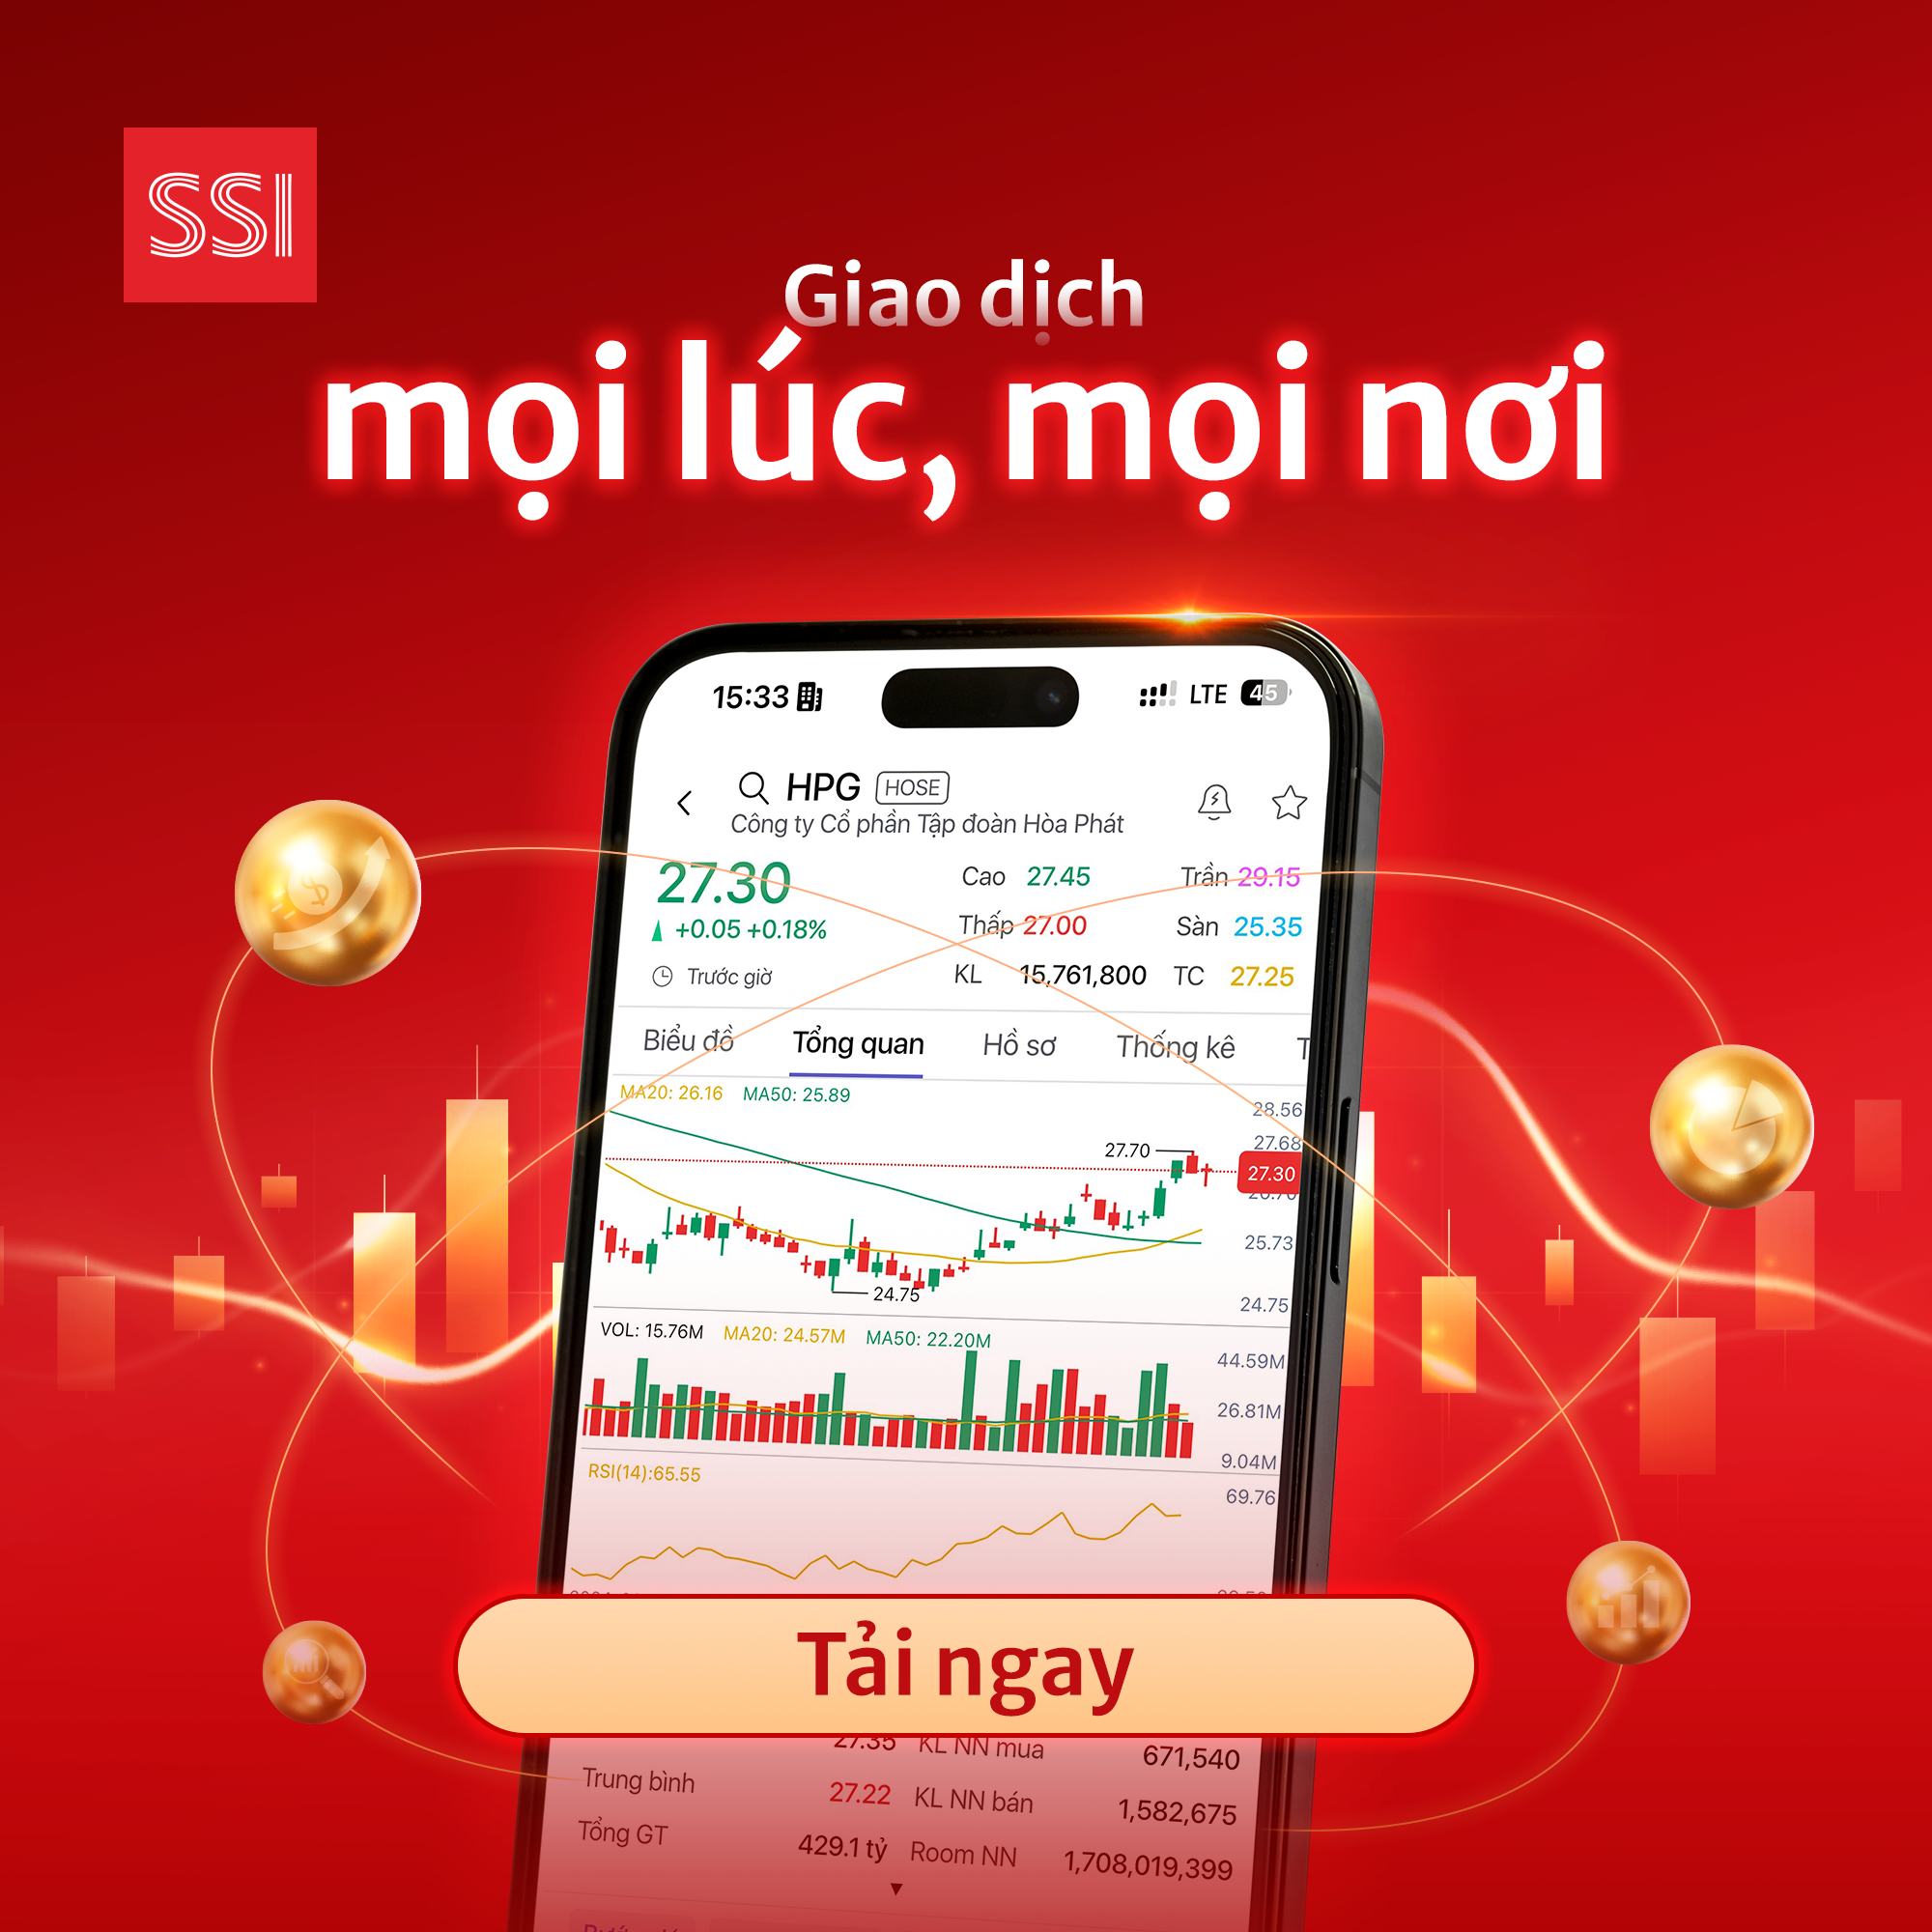 SSI
Giao dịch
mọi lúc, mọi nơi
15:33 LTE 45
HPG HOSE
Công ty Cổ phần Tập đoàn Hòa Phát
27.30 Cao 27.45 Trần 29.15
+0.05 +0.18% Thấp 27.00 Sàn 25.35
Trước giờ KL 15,761,800 TC 27.25
Biểu đồ Tổng quan Hồ sơ Thống kê T
MA20: 26.16 MA50: 25.89
28.56
27.70 27.68
27.30
26.70
25.73
24.75 24.75
VOL: 15.76M MA20: 24.57M MA50: 22.20M
44.59M
26.81M
9.04M
RSI(14):65.55
69.76
Tải ngay
27.35 KL NN mua 671,540
Trung bình 27.22 KL NN bán 1,582,675
Tổng GT 429.1 tỷ Room NN 1,708,019,399